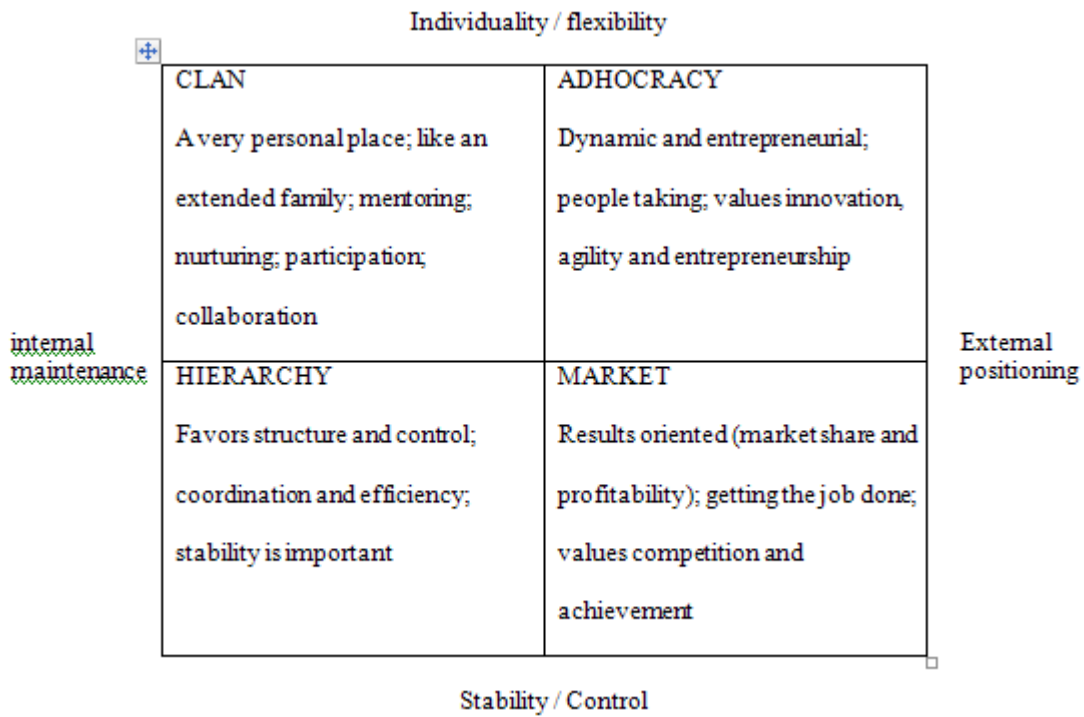 Individuality / flexibility
CLAN
A very personal place; like an
extended family; mentoring;
nurturing; participation;
collaboration
ADHOCRACY
Dynamic and entrepreneurial;
people taking; values innovation,
agility and entrepreneurship
internal
maintenance
External
positioning
HIERARCHY
Favors structure and control;
coordination and efficiency;
stability is important
MARKET
Results oriented (market share and
profitability); getting the job done;
values competition and
achievement
Stability / Control